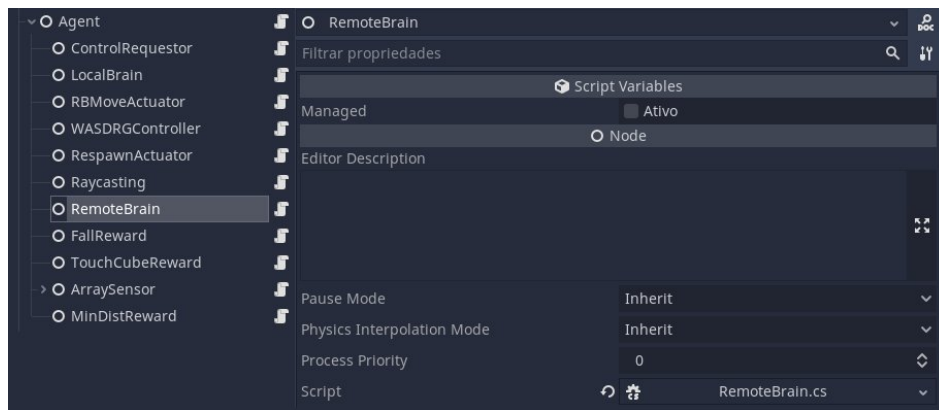 Agent
ControlRequestor
LocalBrain
RBMoveActuator
WASDRGController
RespawnActuator
Raycasting
RemoteBrain
FallReward
TouchCubeReward
ArraySensor
MinDistReward
RemoteBrain
DOC
Filtrar propriedades
Script Variables
Managed Ativo
Node
Editor Description
Pause Mode Inherit
Physics Interpolation Mode Inherit
Process Priority 0
Script RemoteBrain.cs